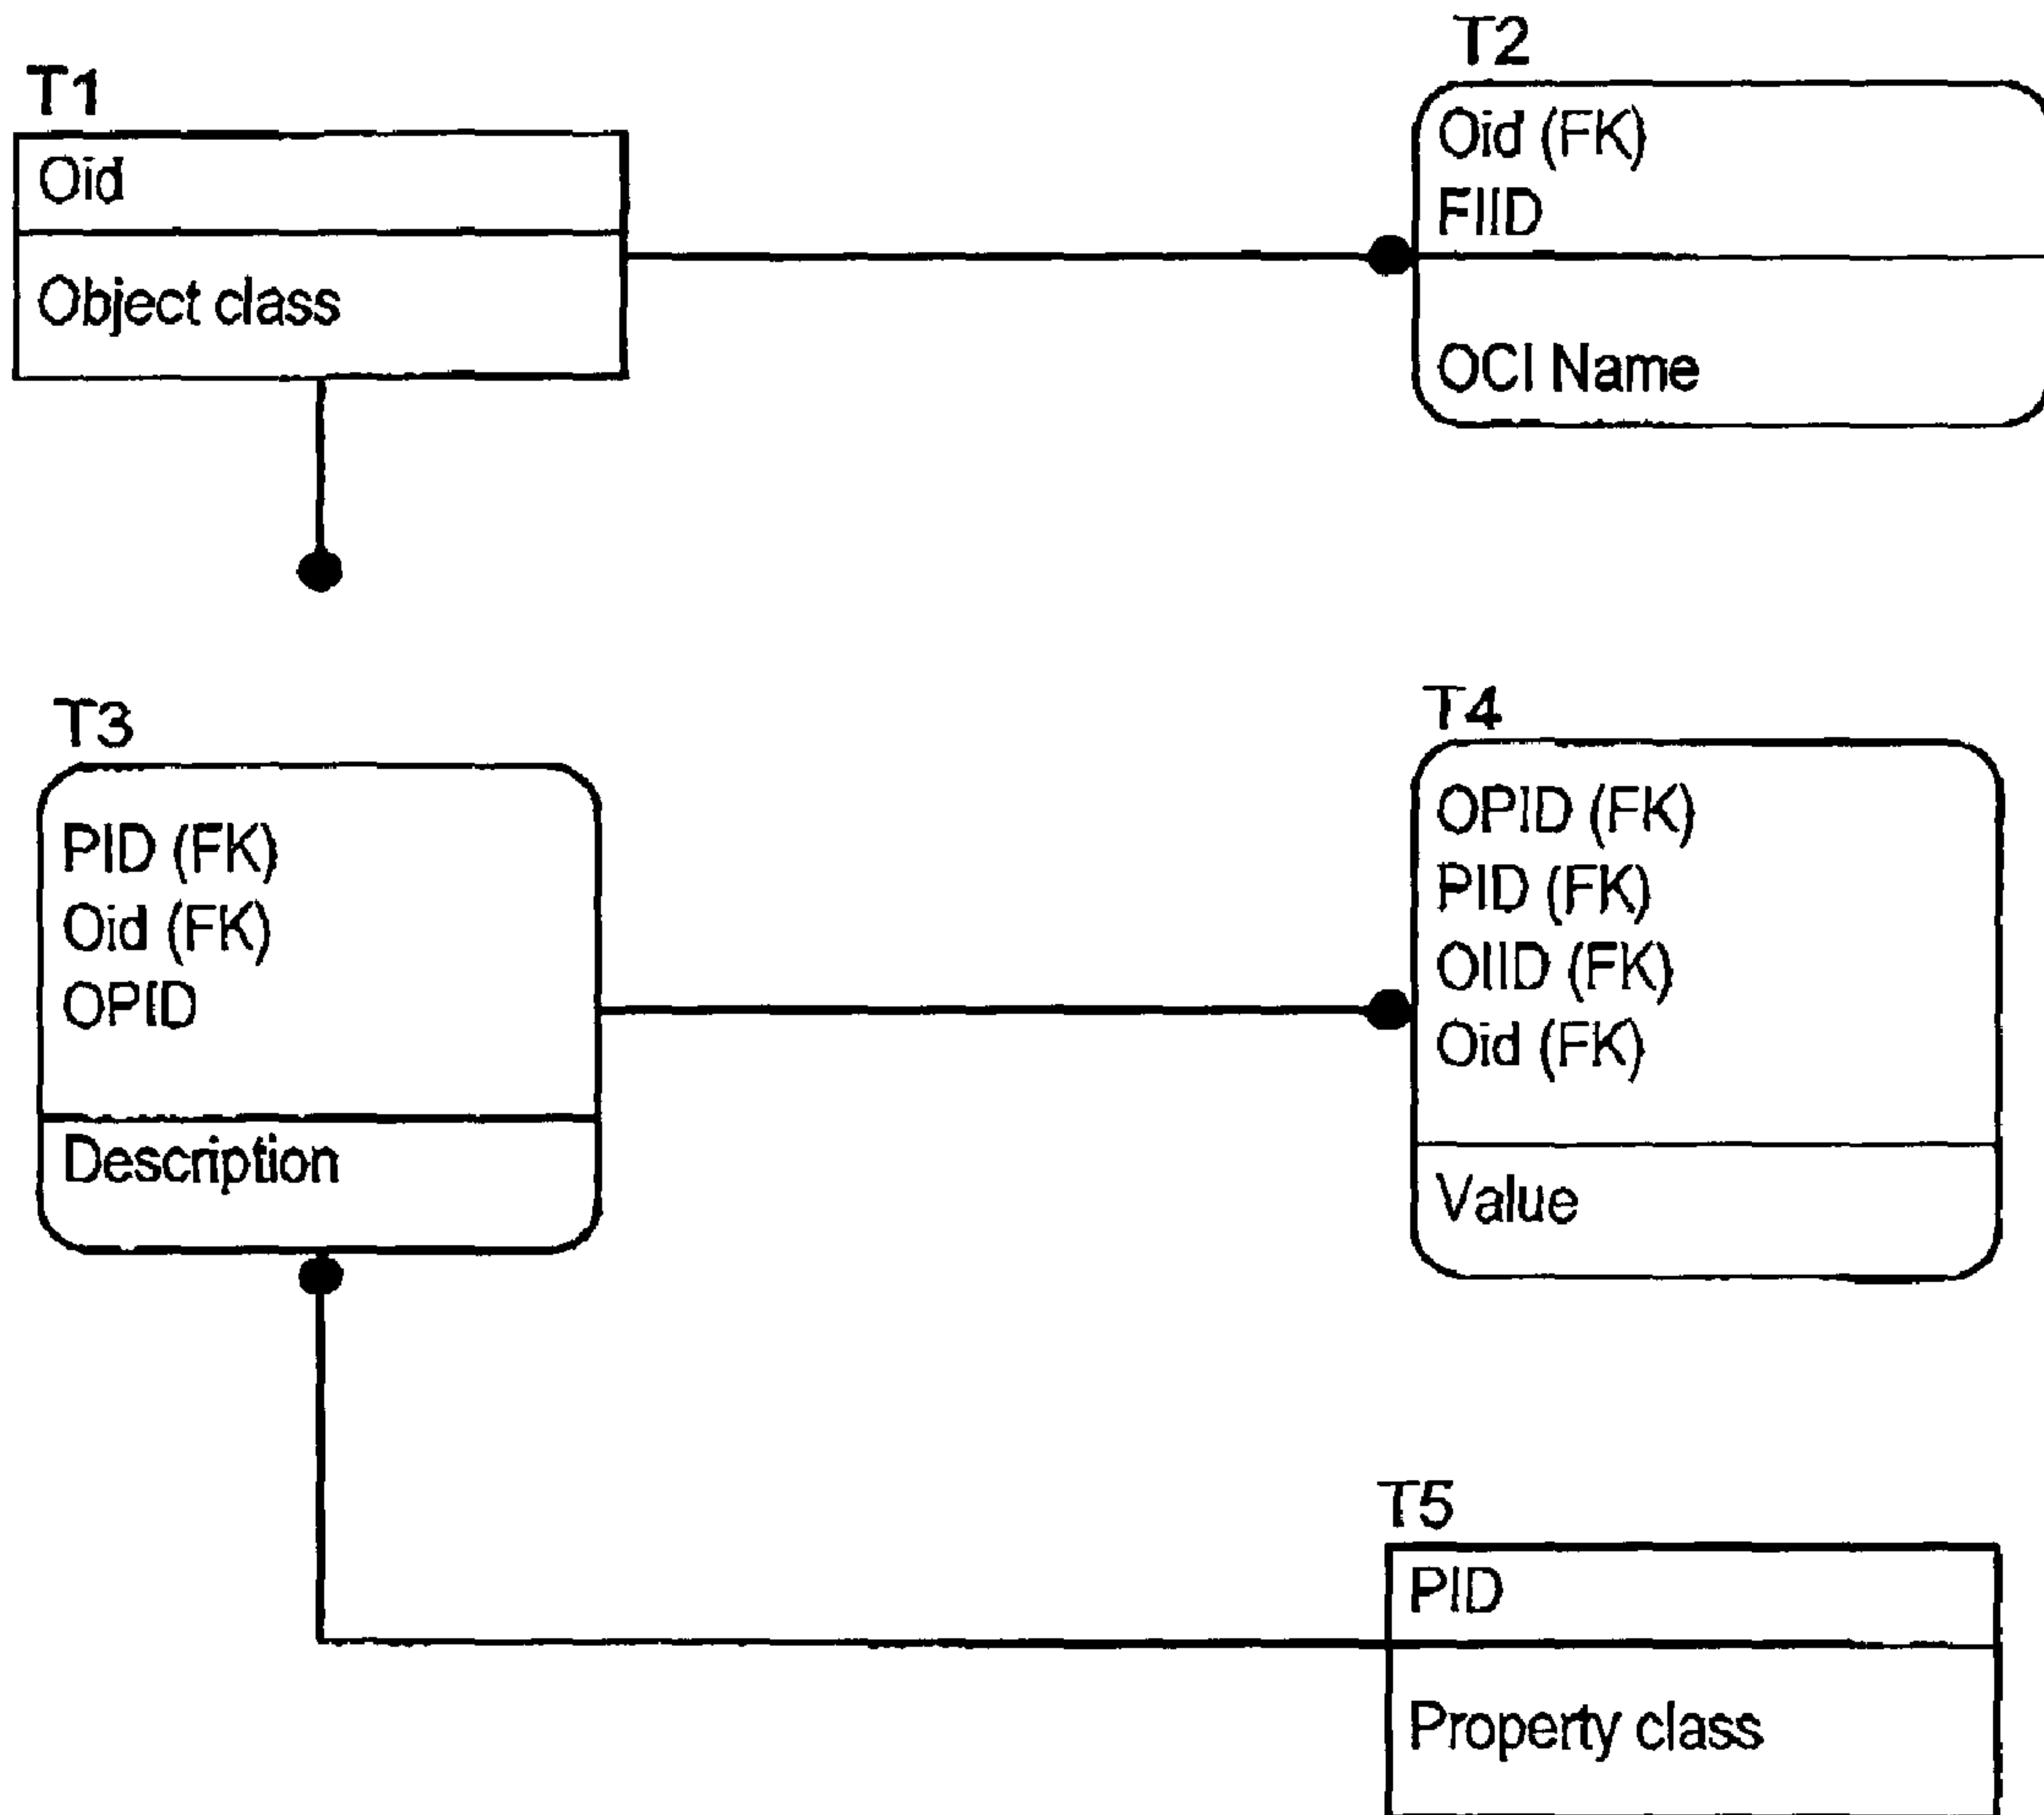 T1
Oid
Object class
T2
Oid (FK)
FIID
OCI Name
T3
PID (FK)
Oid (FK)
OPID
Description
T4
OPID (FK)
PID (FK)
OIID (FK)
Oid (FK)
Value
T5
PID
Property class